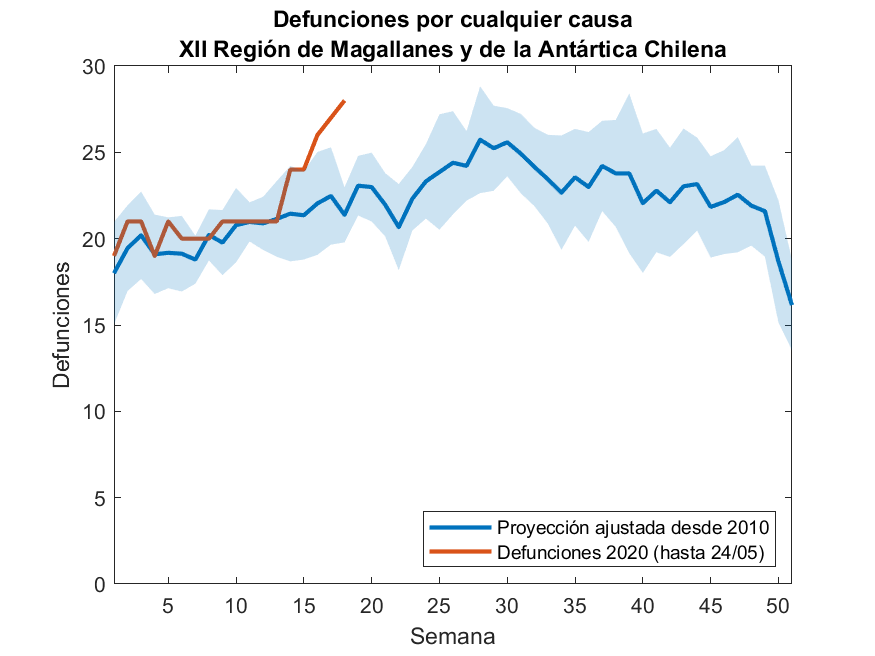 Defunciones por cualquier causa
XII Región de Magallanes y de la Antártica Chilena
30
25
20
15
10
5
0
Defunciones
5 10 15 20 25 30 35 40 45 50
Semana
Proyección ajustada desde 2010
Defunciones 2020 (hasta 24/05)